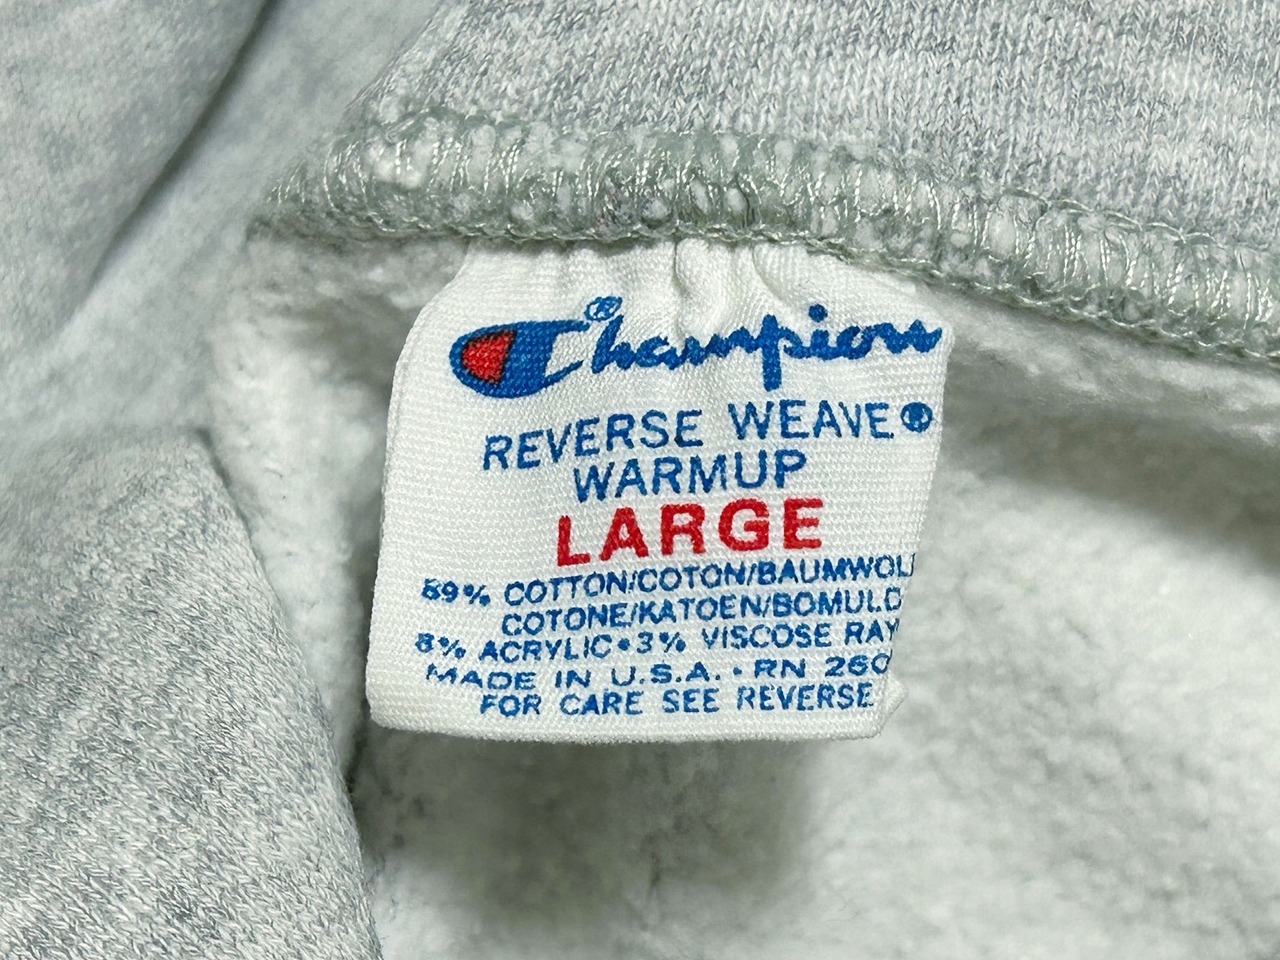 Champion®
REVERSE WEAVE®
WARMUP
LARGE
89% COTTON/COTON/BAUMWOL
COTONE/KATOEN/BOMULD
8% ACRYLIC•3% VISCOSE RAY
MADE IN U.S.A. • RN 260
FOR CARE SEE REVERSE